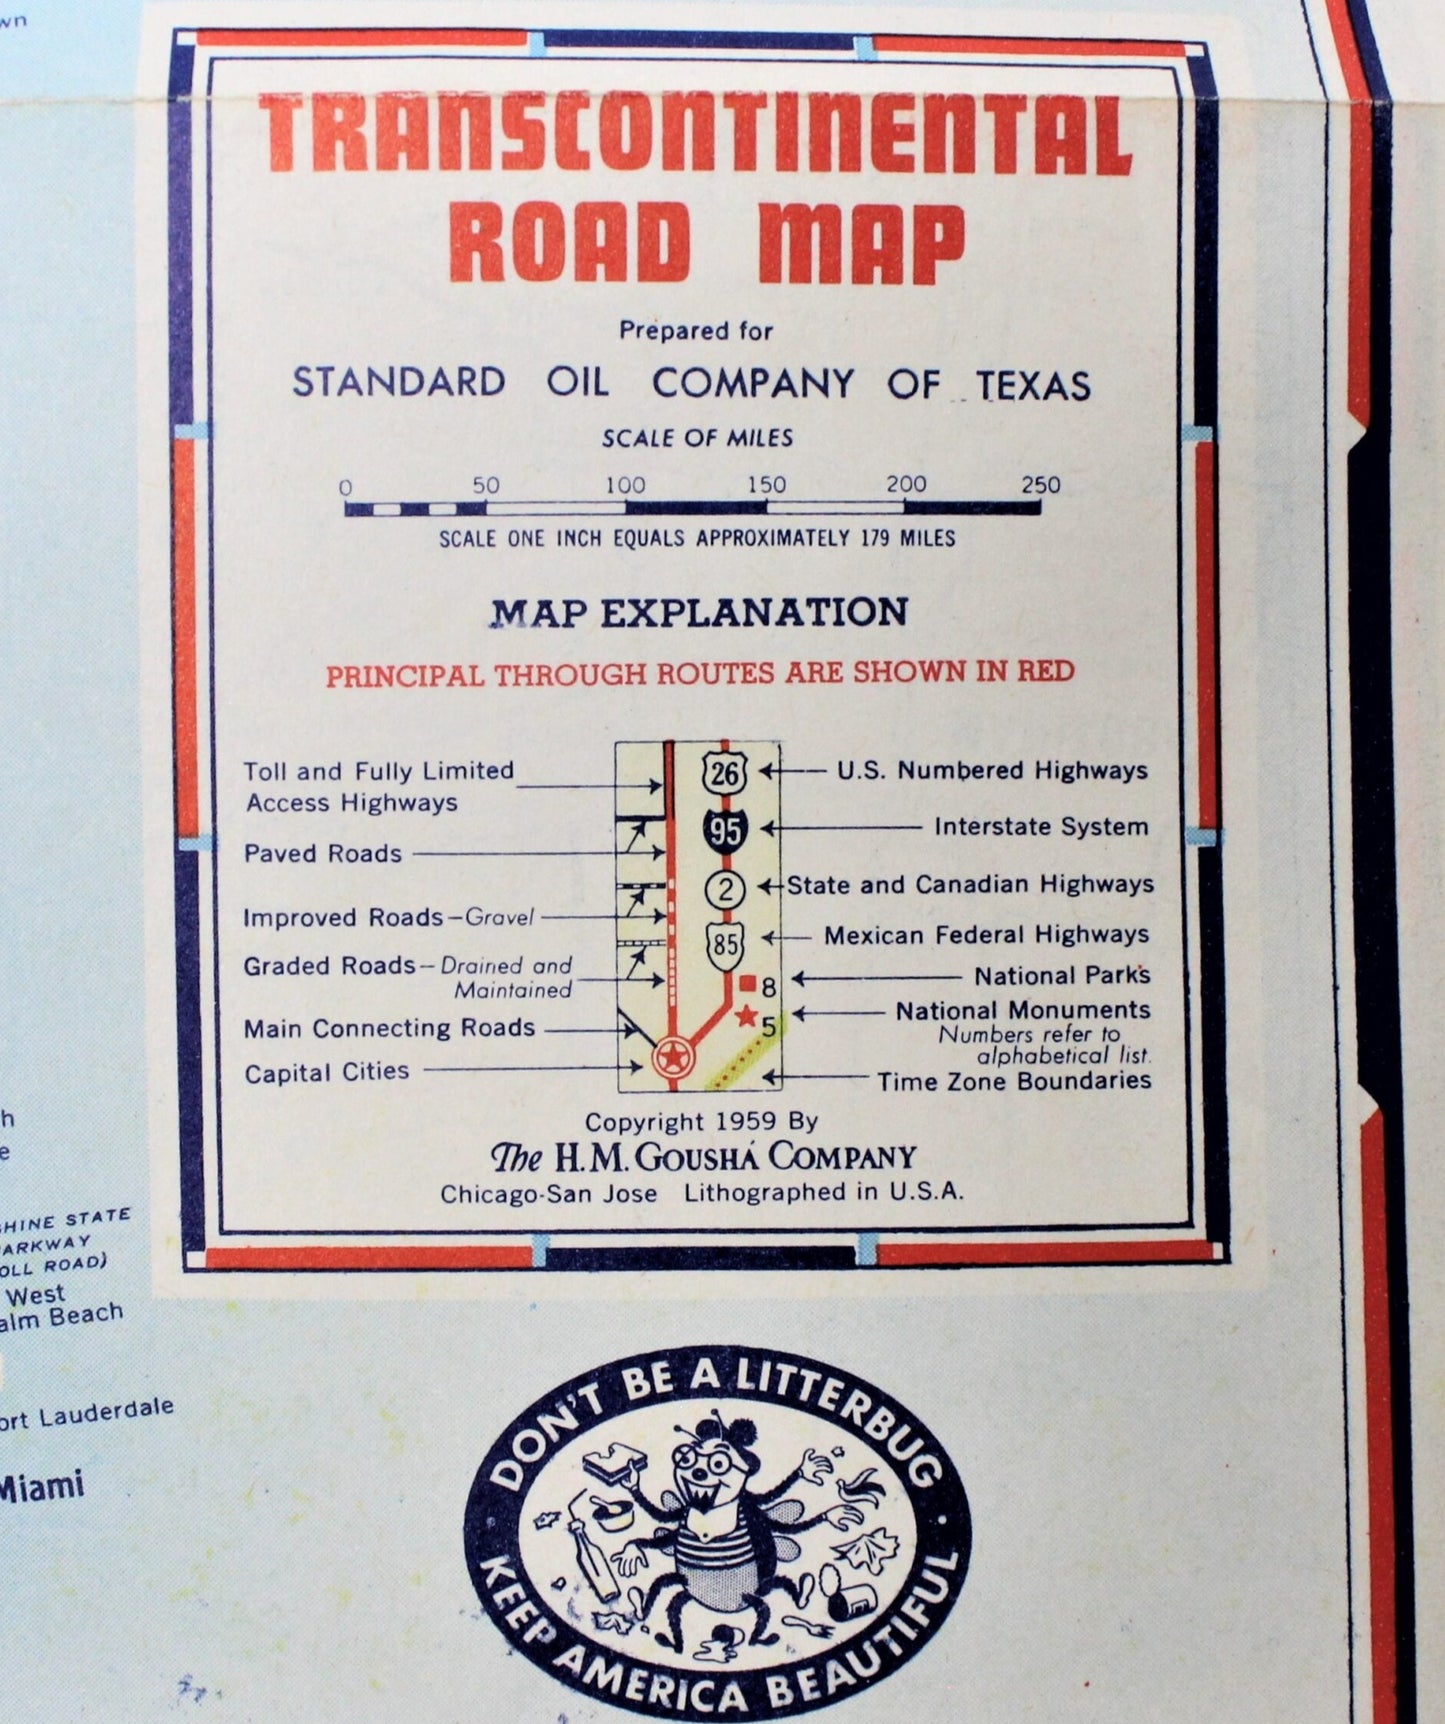 TRANSCONTINENTAL
ROAD MAP
Prepared for
STANDARD OIL COMPANY OF TEXAS
SCALE OF MILES
0 50 100 150 200 250
SCALE ONE INCH EQUALS APPROXIMATELY 179 MILES
MAP EXPLANATION
PRINCIPAL THROUGH ROUTES ARE SHOWN IN RED
Toll and Fully Limited
Access Highways
Paved Roads
Improved Roads–Gravel
Graded Roads–Drained and
Maintained
Main Connecting Roads
Capital Cities
26
95
2
85
8
5
U.S. Numbered Highways
Interstate System
State and Canadian Highways
Mexican Federal Highways
National Parks
National Monuments
Numbers refer to
alphabetical list.
Time Zone Boundaries
Copyright 1959 By
The H.M. GOUSHÁ COMPANY
Chicago-San Jose Lithographed in U.S.A.
wn
h
e
HINE STATE
ARKWAY
OLL ROAD)
West
alm Beach
ort Lauderdale
Miami
DON'T BE A LITTERBUG
KEEP AMERICA BEAUTIFUL